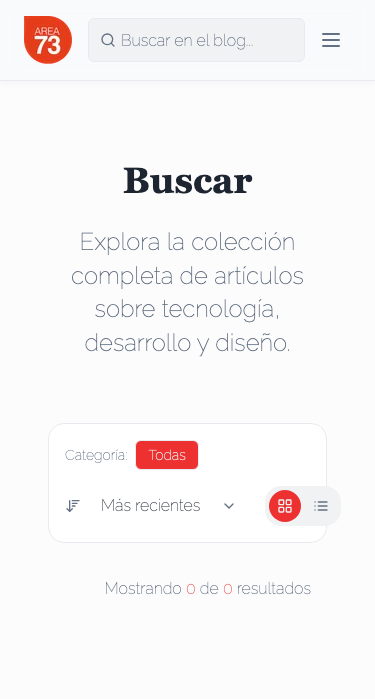 AREA
73
Buscar en el blog...
Buscar
Explora la colección
completa de artículos
sobre tecnología,
desarrollo y diseño.
Categoría: Todas
Más recientes
Mostrando 0 de 0 resultados